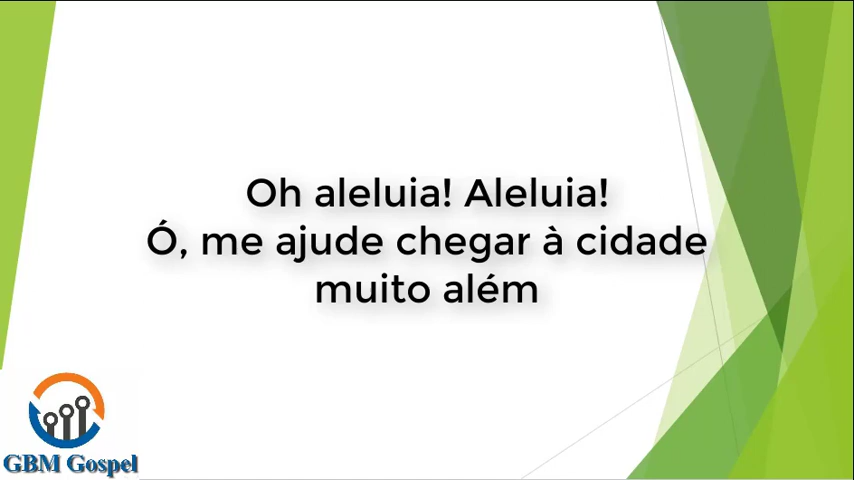 Oh aleluia! Aleluia!
Ó, me ajude chegar à cidade
muito além
GBM Gospel